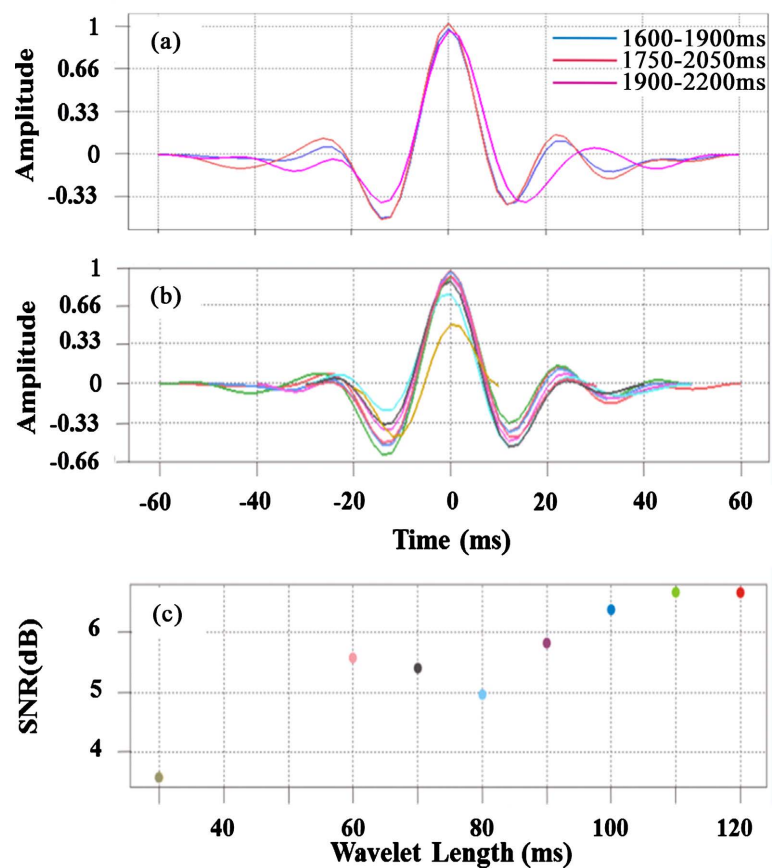 (a)
1600-1900ms
1750-2050ms
1900-2200ms
Amplitude
1
0.66
0.33
0
-0.33
(b)
Amplitude
1
0.66
0.33
0
-0.33
-0.66
-60
-40
-20
0
20
40
60
Time (ms)
(c)
SNR(dB)
6
5
4
40
60
80
100
120
Wavelet Length (ms)